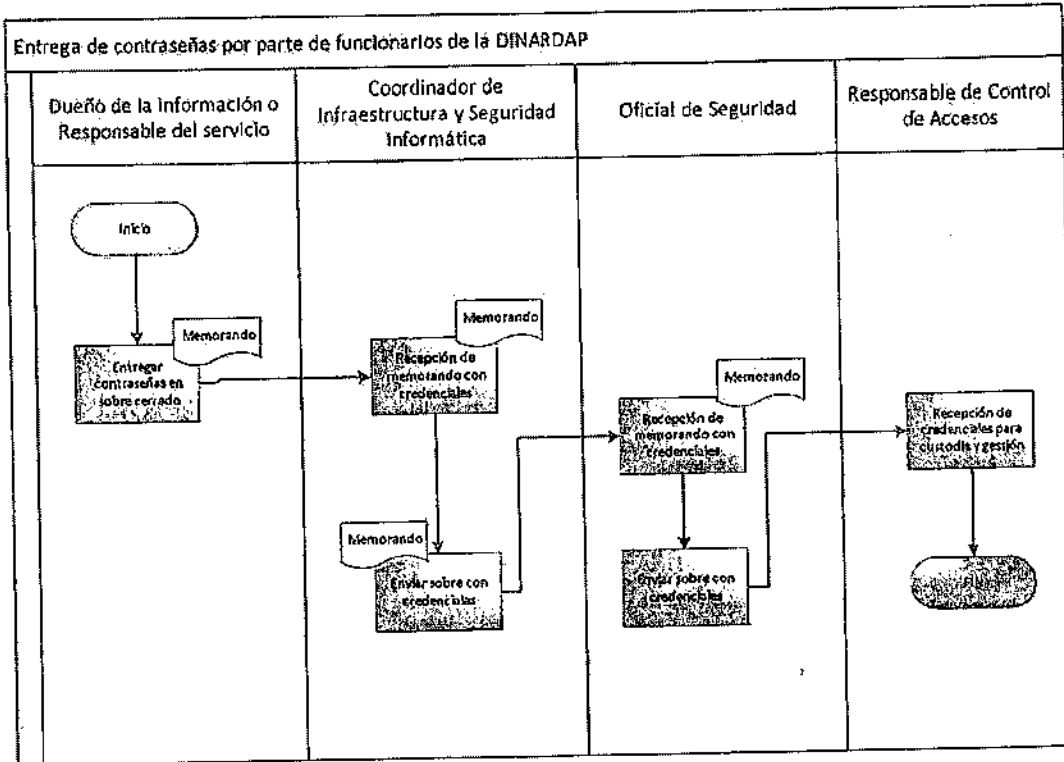 Entrega de contraseñas por parte de funcionarios de la DINARDAP
Dueño de la Información o
Responsable del servicio
Coordinador de
Infraestructura y Seguridad
Informática
Oficial de Seguridad
Responsable de Control
de Accesos
Inicio
Memorando
Entregar
contraseñas en
sobre cerrado
Memorando
Recepción de
memorando con
credenciales
Memorando
Enviar sobre con
credenciales
Memorando
Recepción de
memorando con
credenciales
Enviar sobre con
credenciales
Recepción de
credenciales para
custodia y gestión